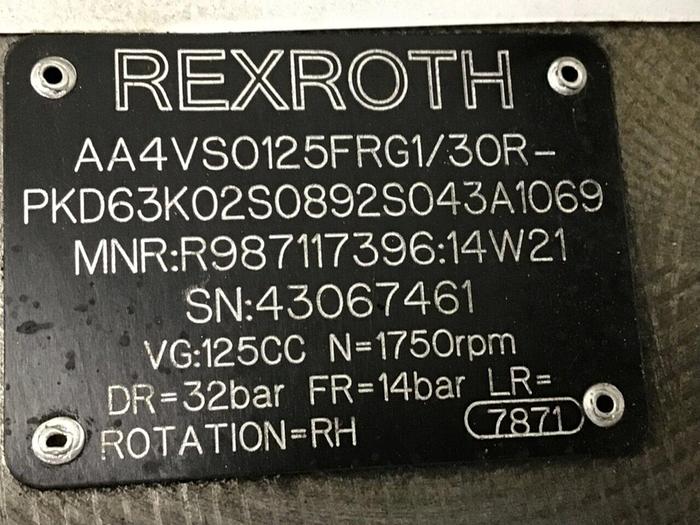 REXROTH
AA4VSO125FRG1/30R-
PKD63K02S0892S043A1069
MNR:R987117396:14W21
SN:43067461
VG:125CC N=1750rpm
DR=32bar FR=14bar LR=
ROTATION=RH 7871